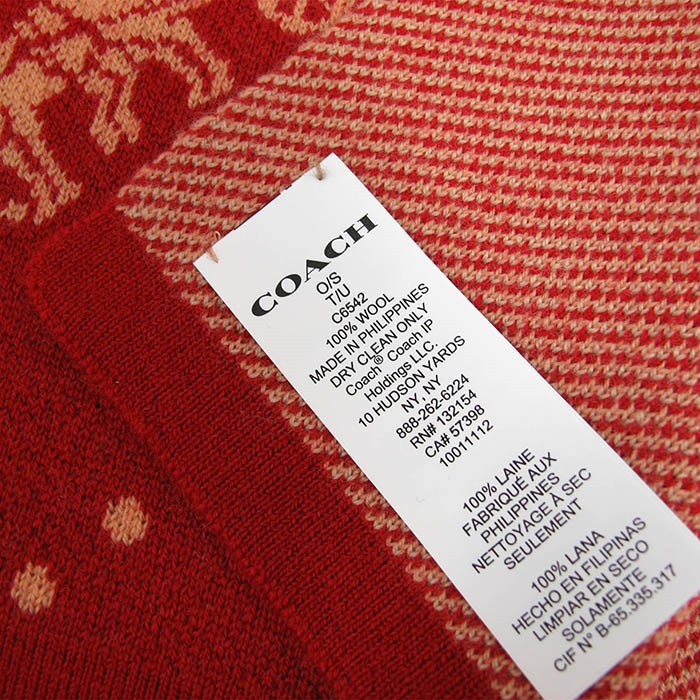 COACH
O/S
T/U
C6542
100% WOOL
MADE IN PHILIPPINES
DRY CLEAN ONLY
Coach® Coach IP
Holdings LLC.
10 HUDSON YARDS
NY, NY
888-262-6224
RN# 132154
CA# 57398
10011112
100% LAINE
FABRIQUÉ AUX
PHILIPPINES
NETTOYAGE À SEC
SEULEMENT
100% LANA
HECHO EN FILIPINAS
LIMPIAR EN SECO
SOLAMENTE
CIF Nº B-65.335.317